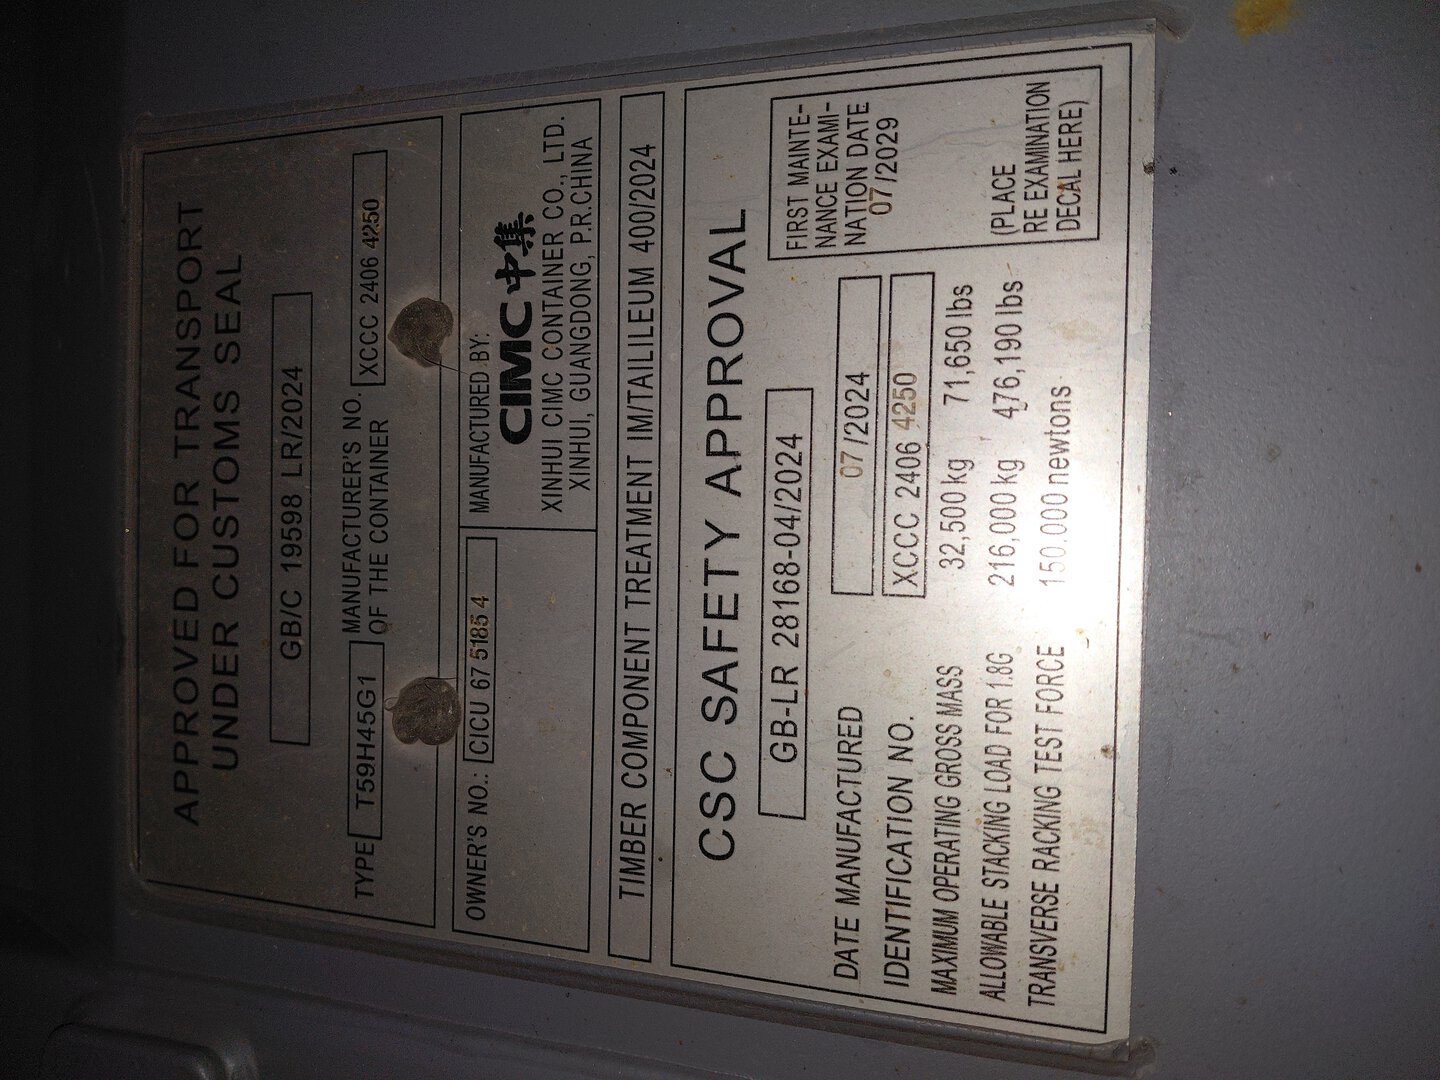 APPROVED FOR TRANSPORT
UNDER CUSTOMS SEAL
GB/C 19598 LR/2024
TYPE T59H45G1 MANUFACTURER'S NO. OF THE CONTAINER XCCC 2406 4250
OWNER'S NO.: CICU 67 5185 4
MANUFACTURED BY:
CIMC 中集
XINHUI CIMC CONTAINER CO., LTD.
XINHUI, GUANGDONG, P.R.CHINA
TIMBER COMPONENT TREATMENT IM/TAILILEUM 400/2024
CSC SAFETY APPROVAL
GB-LR 28168-04/2024
DATE MANUFACTURED 07/2024
IDENTIFICATION NO. XCCC 2406 4250
MAXIMUM OPERATING GROSS MASS 32,500 kg 71,650 lbs
ALLOWABLE STACKING LOAD FOR 1.8G 216,000 kg 476,190 lbs
TRANSVERSE RACKING TEST FORCE 150.000 newtons
FIRST MAINTE-
NANCE EXAMI-
NATION DATE
07/2029
(PLACE
RE EXAMINATION
DECAL HERE)